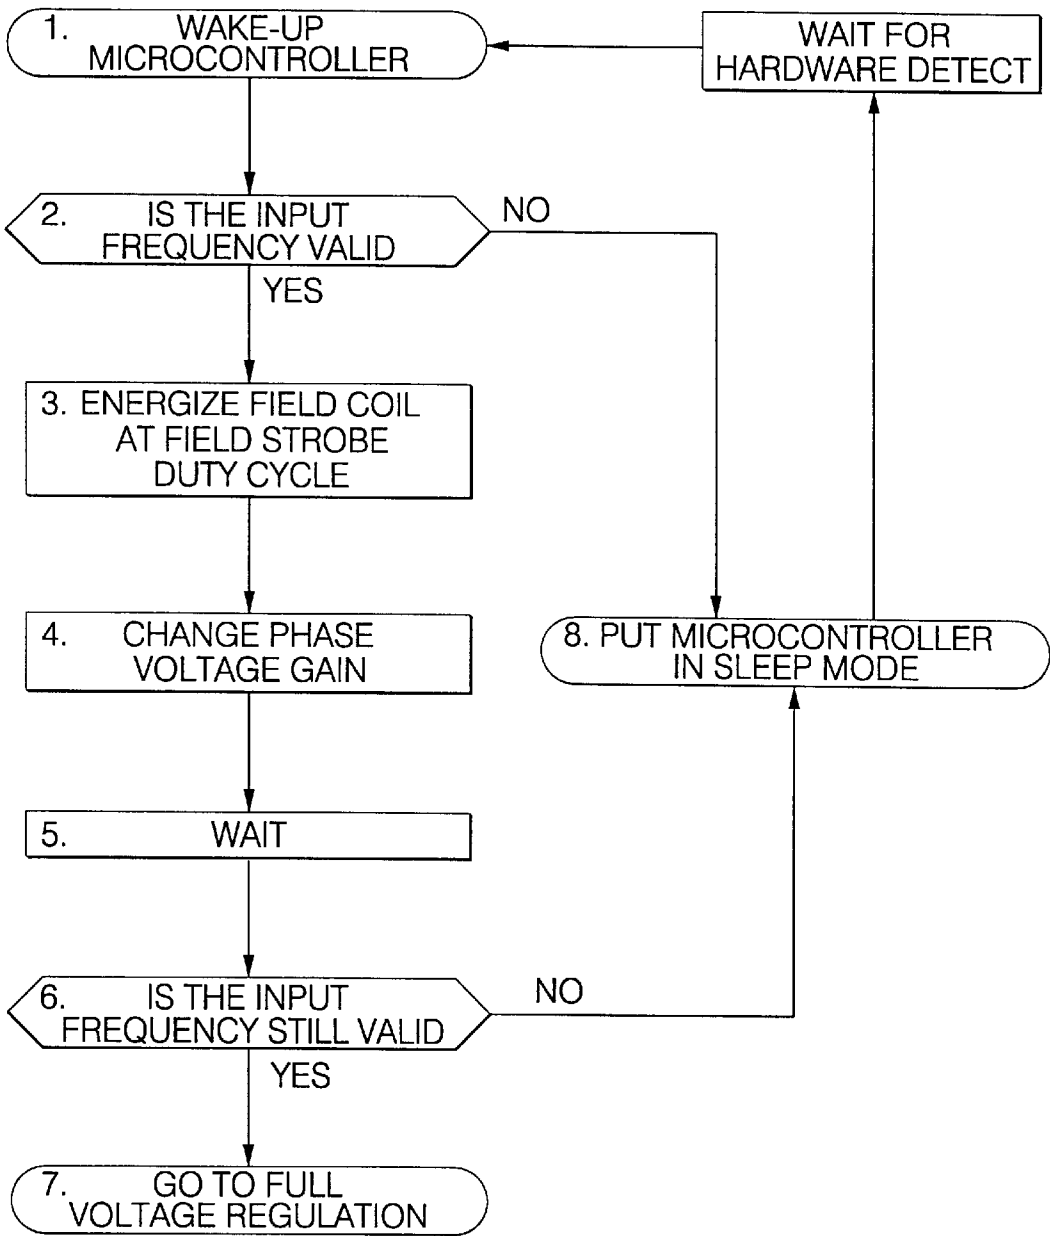 1. WAKE-UP
MICROCONTROLLER
WAIT FOR
HARDWARE DETECT
2. IS THE INPUT
FREQUENCY VALID
NO
YES
3. ENERGIZE FIELD COIL
AT FIELD STROBE
DUTY CYCLE
4. CHANGE PHASE
VOLTAGE GAIN
8. PUT MICROCONTROLLER
IN SLEEP MODE
5. WAIT
6. IS THE INPUT
FREQUENCY STILL VALID
NO
YES
7. GO TO FULL
VOLTAGE REGULATION